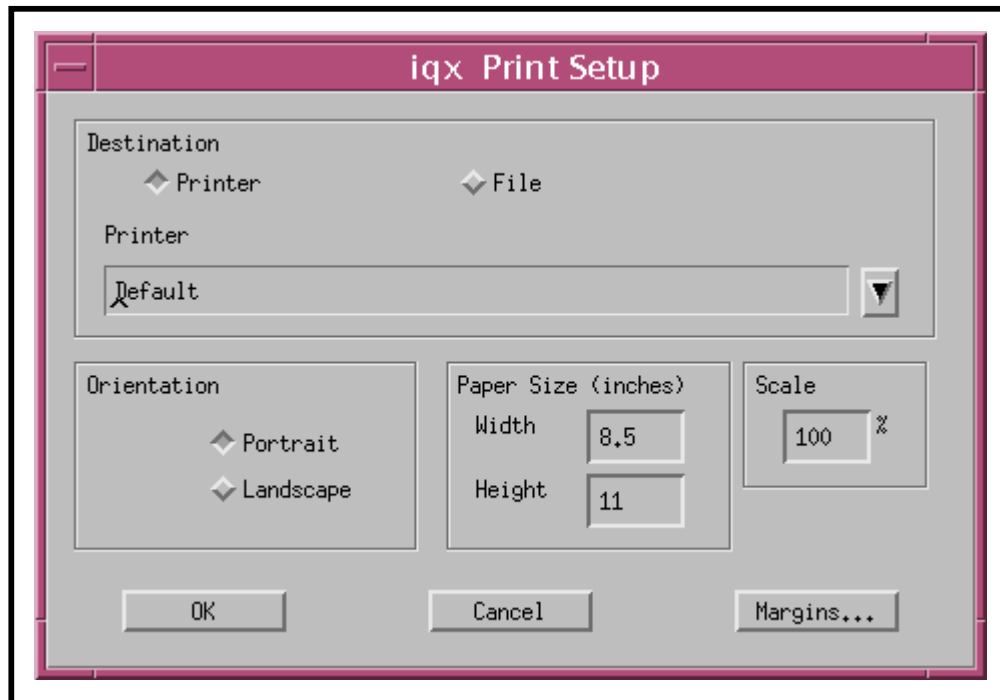 iqx Print Setup
Destination
Printer File
Printer
Default
Orientation
Portrait
Landscape
Paper Size (inches)
Width 8.5
Height 11
Scale
100 %
OK Cancel Margins...